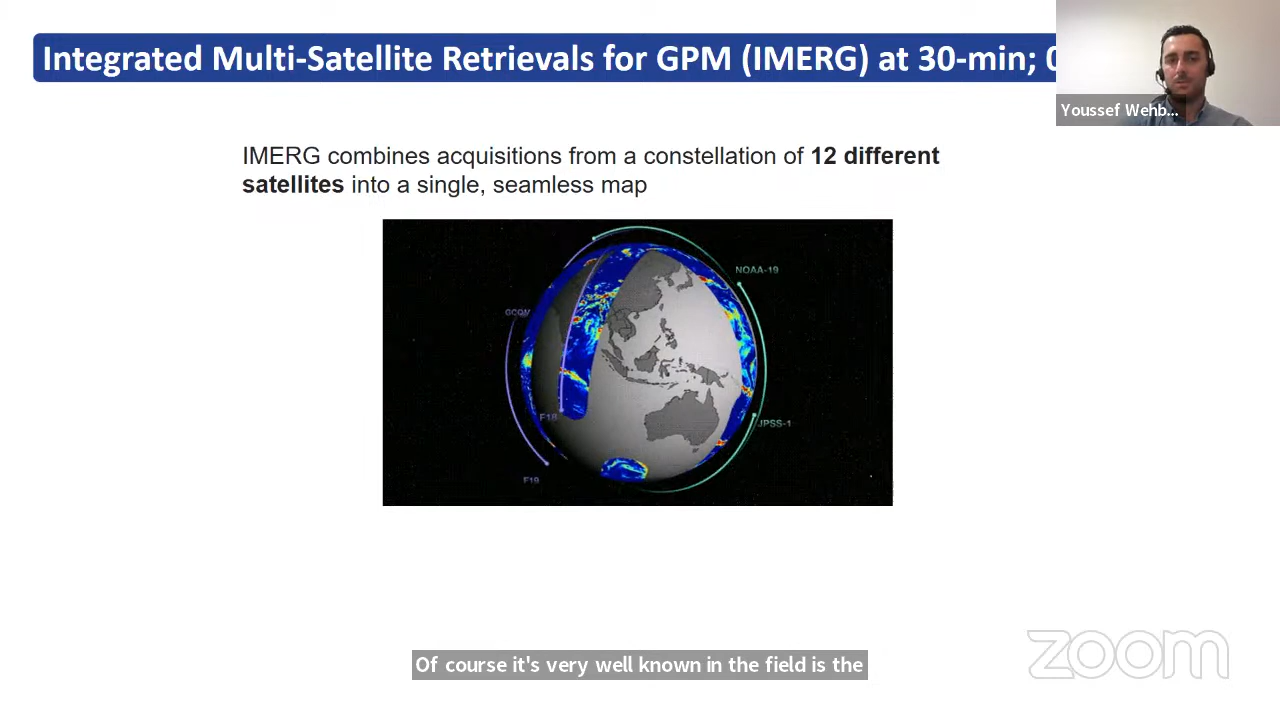 Integrated Multi-Satellite Retrievals for GPM (IMERG) at 30-min;
Youssef Wehb...
IMERG combines acquisitions from a constellation of 12 different
satellites into a single, seamless map
NOAA-19
GCOM
F18
JPSS-1
F19
Of course it's very well known in the field is the
zoom